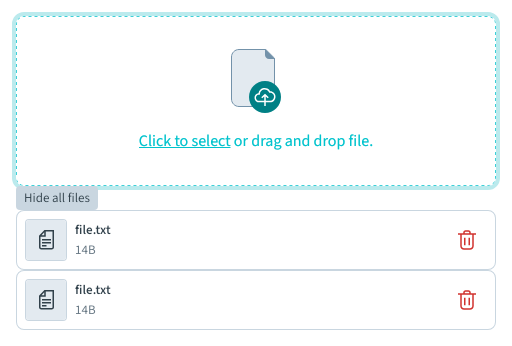 Click to select or drag and drop file.
Hide all files
file.txt
14B
file.txt
14B